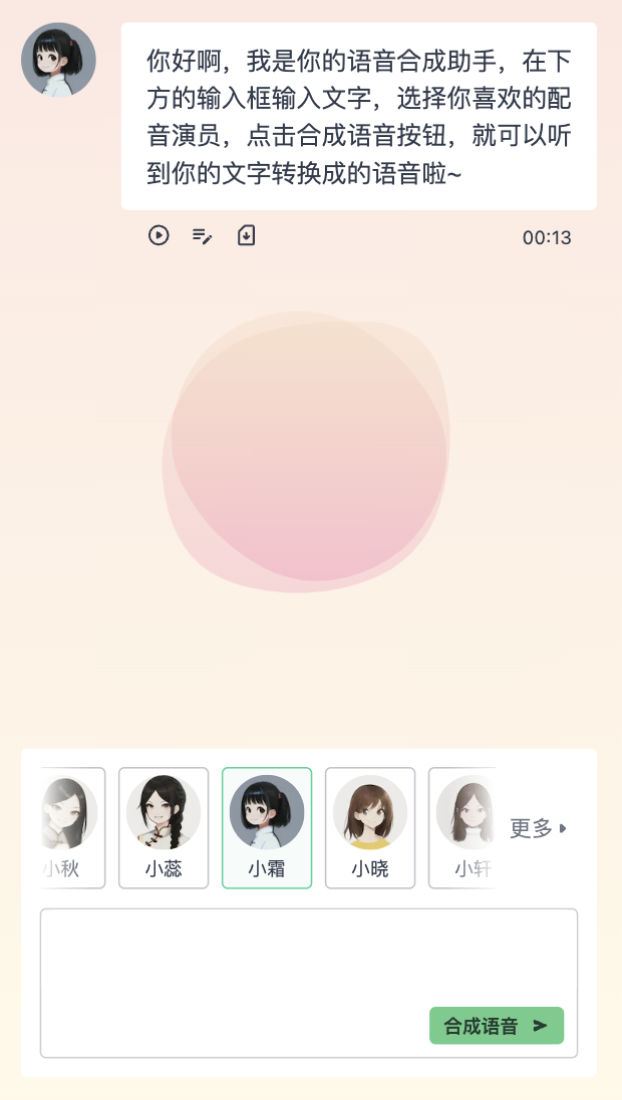 你好啊，我是你的语音合成助手，在下
方的输入框输入文字，选择你喜欢的配
音演员，点击合成语音按钮，就可以听
到你的文字转换成的语音啦~
00:13
小秋
小蕊
小霜
小晓
小轩
更多
合成语音